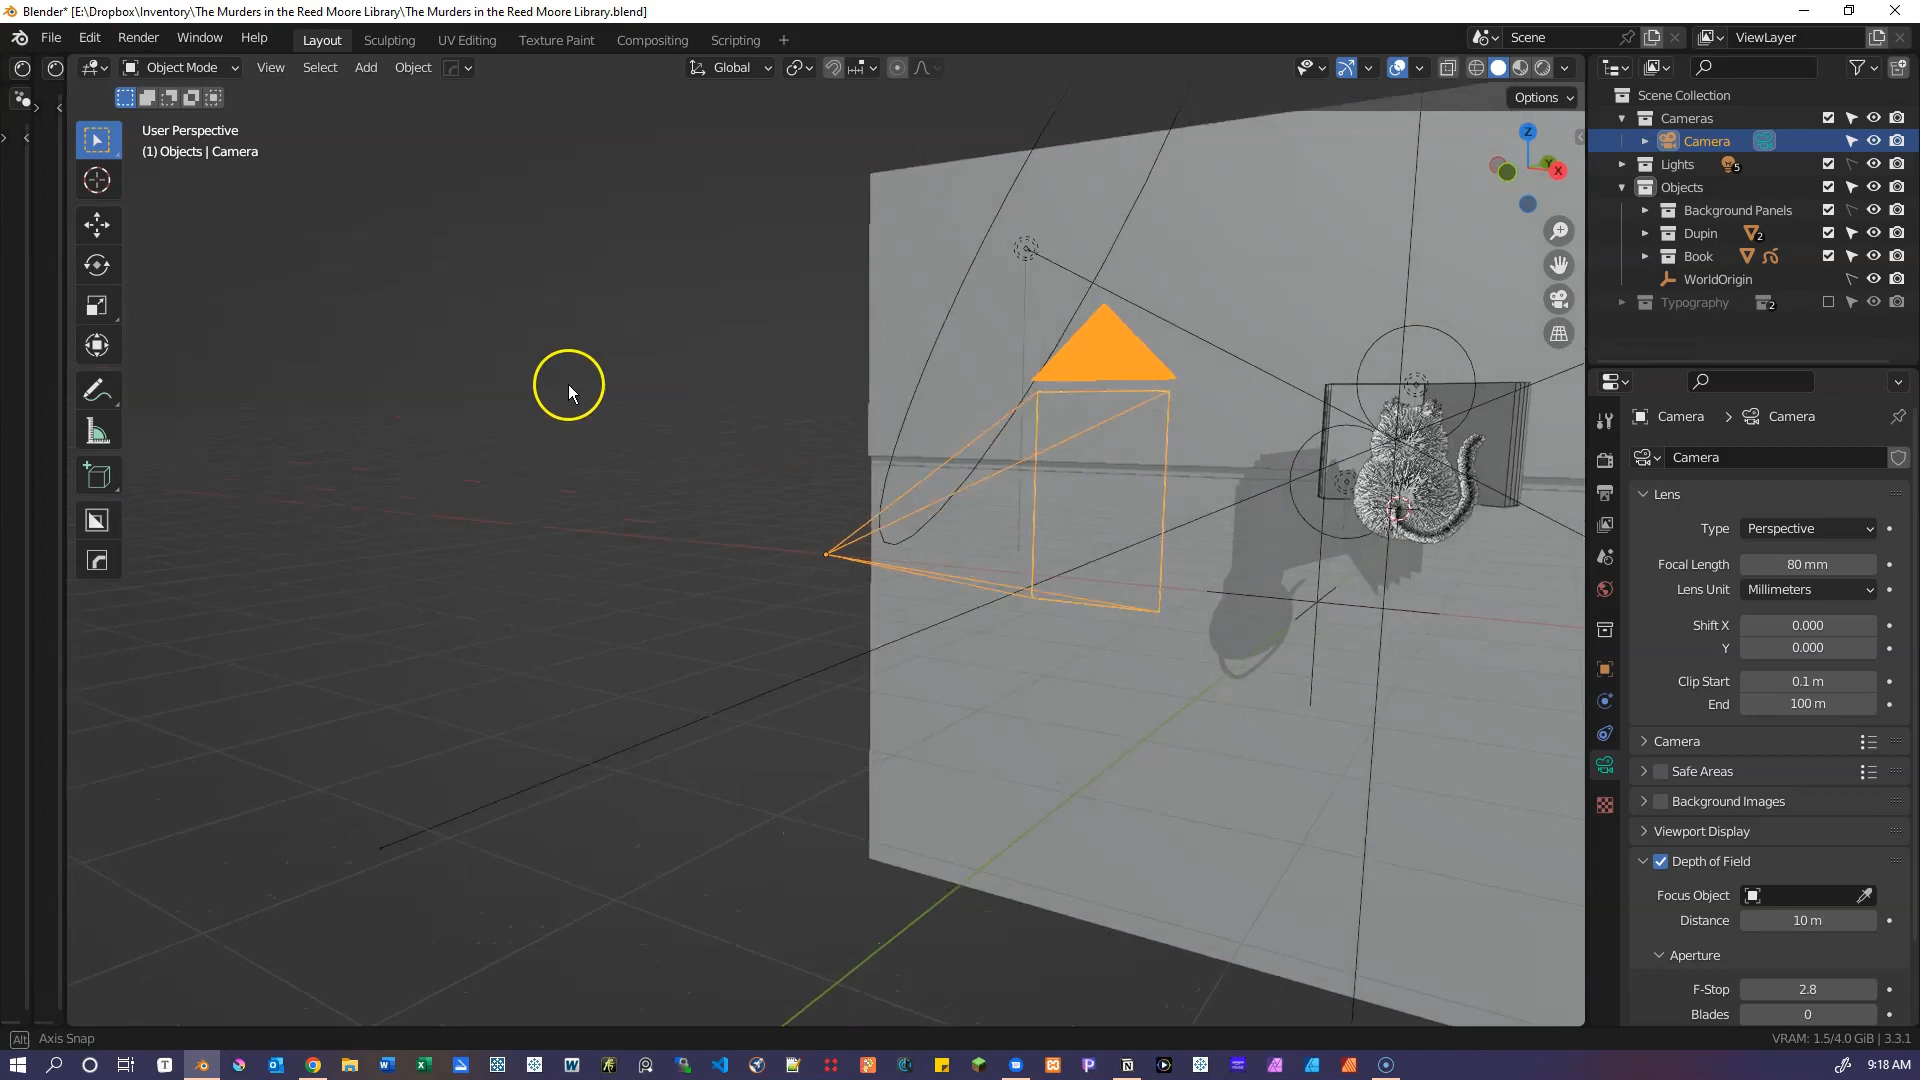 Blender* [E:\Dropbox\Inventory\The Murders in the Reed Moore Library\The Murders in the Reed Moore Library.blend]
File Edit Render Window Help Layout Sculpting UV Editing Texture Paint Compositing Scripting Scene ViewLayer
Object Mode View Select Add Object Global
Options
User Perspective
(1) Objects | Camera
Z
Y
X
Scene Collection
Cameras
Camera
Lights 5
Objects
Background Panels
Dupin 2
Book
WorldOrigin
Typography 2
Camera Camera
Camera
Lens
Type Perspective
Focal Length 80 mm
Lens Unit Millimeters
Shift X 0.000
Y 0.000
Clip Start 0.1 m
End 100 m
Camera
Safe Areas
Background Images
Viewport Display
Depth of Field
Focus Object
Distance 10 m
Aperture
F-Stop 2.8
Blades 0
Alt Axis Snap VRAM: 1.5/4.0 GiB | 3.3.1
9:18 AM